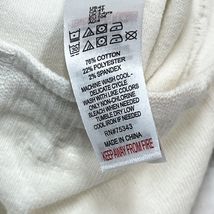 76% COTTON
22% POLYESTER
2% SPANDEX
MACHINE WASH COOL-
DELICATE CYCLE
WASH WITH LIKE COLORS
ONLY NON-CHLORINE
BLEACH WHEN NEEDED
TUMBLE DRY LOW
COOL IRON IF NEEDED
RN#75343
MADE IN CHINA
KEEP AWAY FROM FIRE